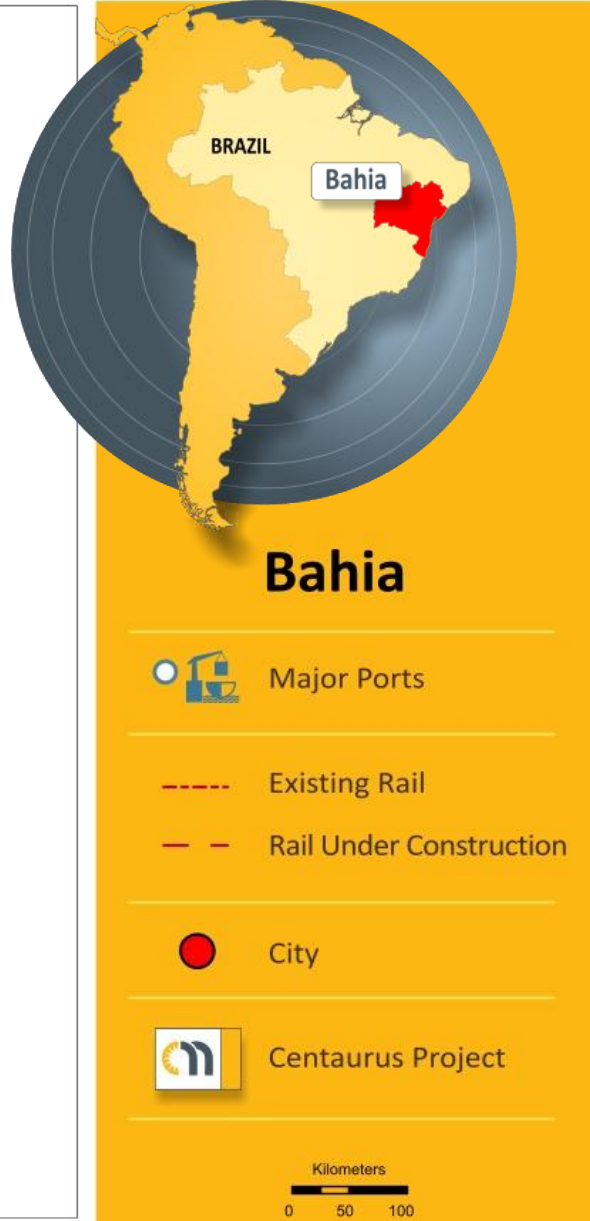 BRAZIL
Bahia
Bahia
Major Ports
Existing Rail
Rail Under Construction
City
Centaurus Project
Kilometers
0 50 100